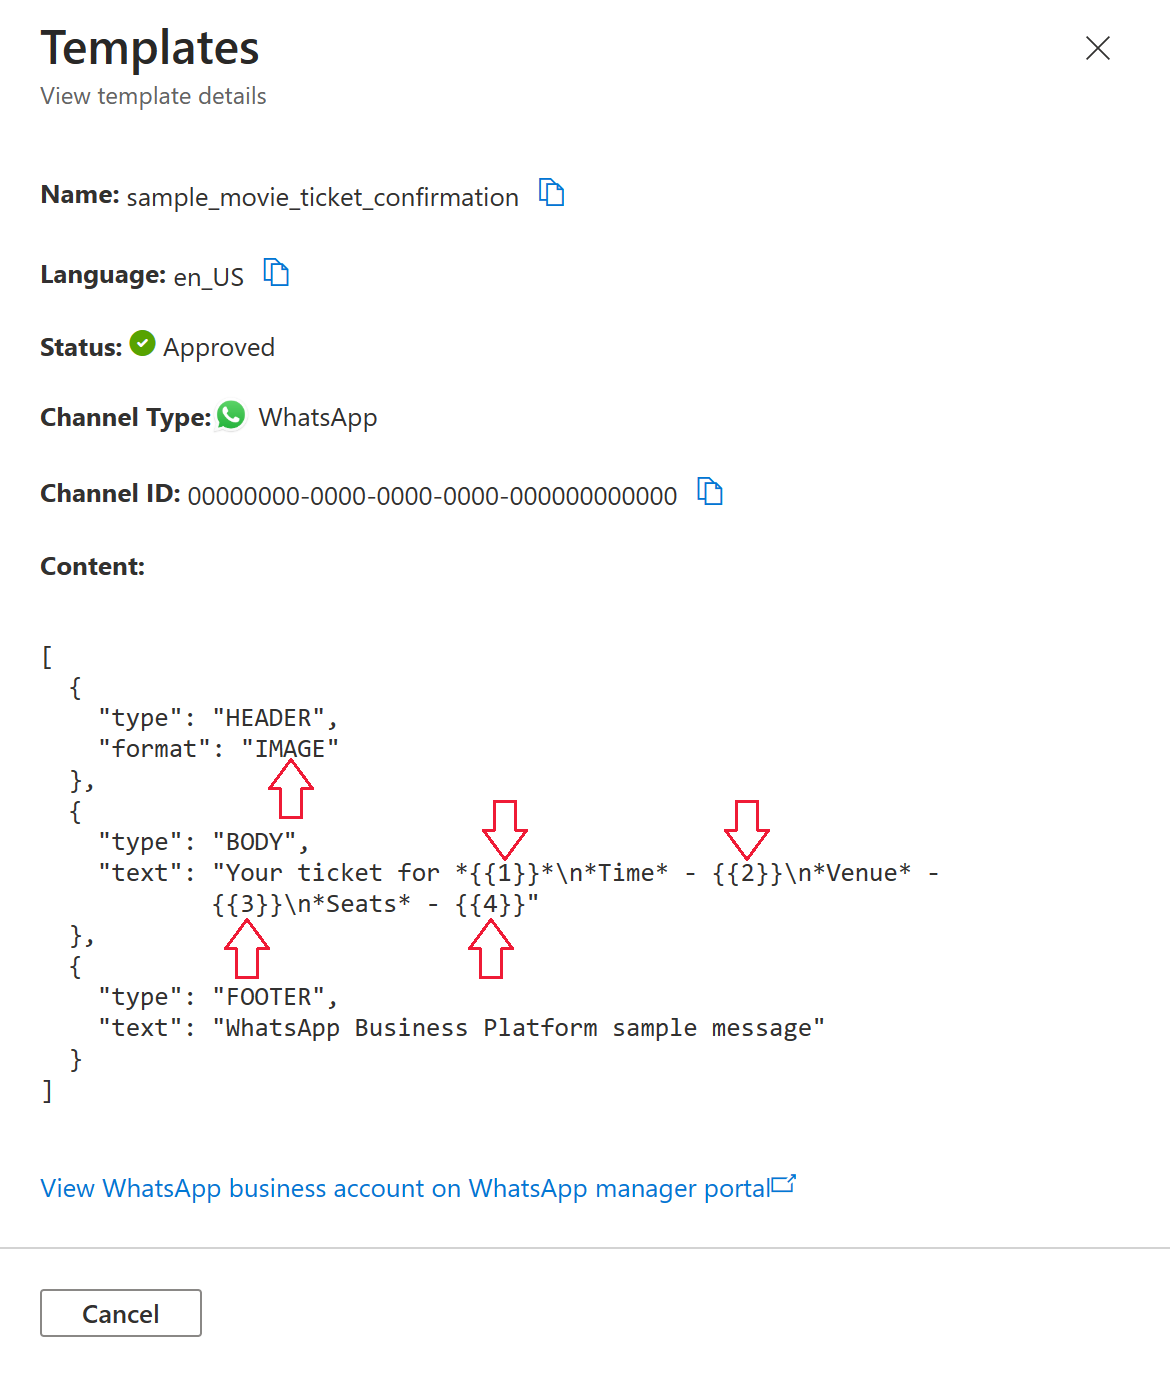 Templates
View template details
Name: sample_movie_ticket_confirmation
Language: en_US
Status: Approved
Channel Type: WhatsApp
Channel ID: 00000000-0000-0000-0000-000000000000
Content:
[
  {
    "type": "HEADER",
    "format": "IMAGE"
  },
  {
    "type": "BODY",
    "text": "Your ticket for *{{1}}*\n*Time* - {{2}}\n*Venue* -
            {{3}}\n*Seats* - {{4}}"
  },
  {
    "type": "FOOTER",
    "text": "WhatsApp Business Platform sample message"
  }
]
View WhatsApp business account on WhatsApp manager portal
Cancel